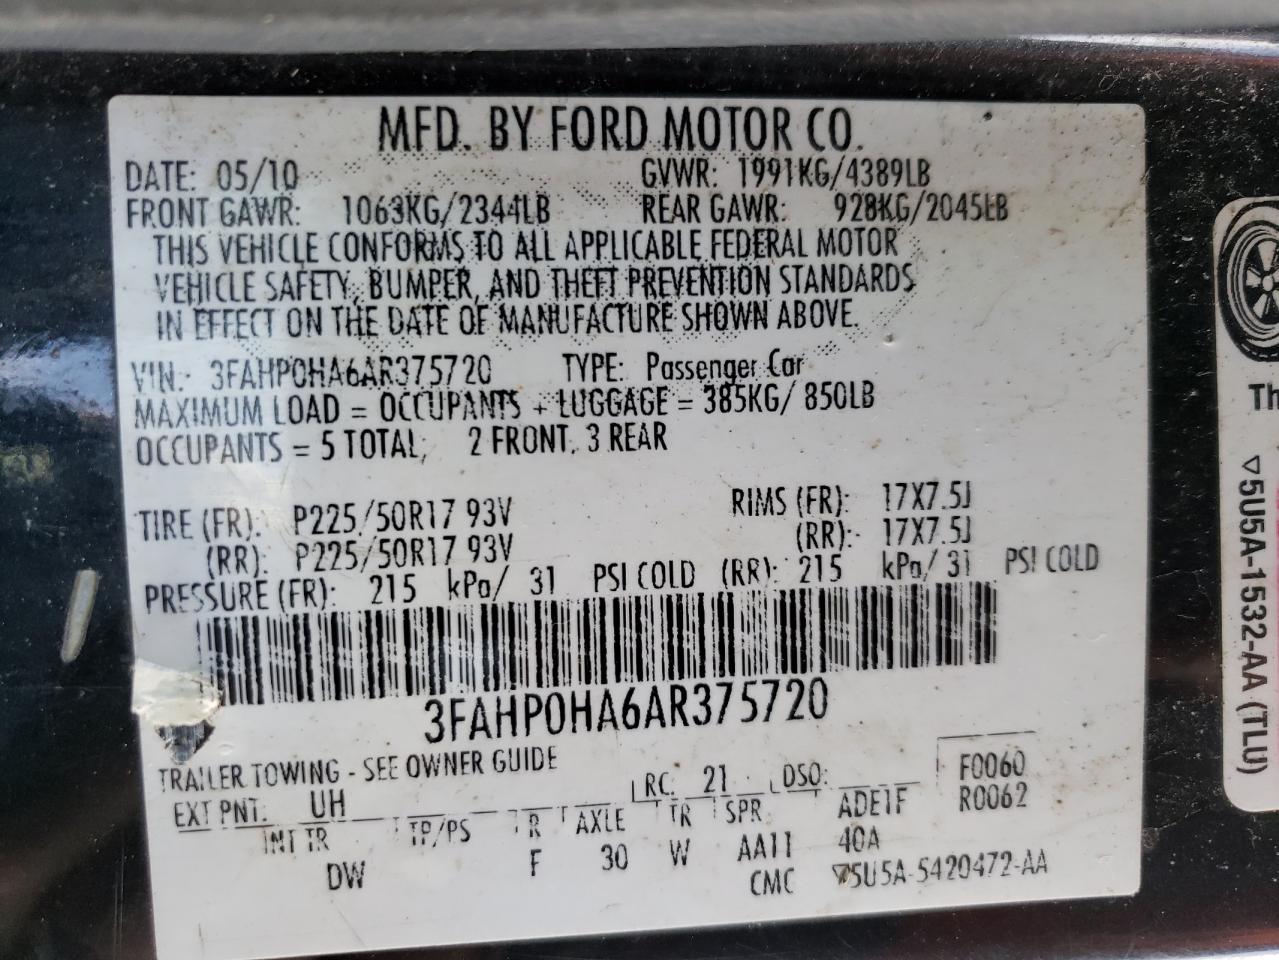 MFD. BY FORD MOTOR CO.
DATE: 05/10 GVWR: 1991KG/4389LB
FRONT GAWR: 1063KG/2344LB REAR GAWR: 928KG/2045LB
THIS VEHICLE CONFORMS TO ALL APPLICABLE FEDERAL MOTOR
VEHICLE SAFETY, BUMPER, AND THEFT PREVENTION STANDARDS
IN EFFECT ON THE DATE OF MANUFACTURE SHOWN ABOVE.
VIN: 3FAHP0HA6AR375720 TYPE: Passenger Car
MAXIMUM LOAD = OCCUPANTS + LUGGAGE = 385KG/ 850LB
OCCUPANTS = 5 TOTAL, 2 FRONT, 3 REAR
TIRE (FR): P225/50R17 93V RIMS (FR): 17X7.5J
(RR): P225/50R17 93V (RR): 17X7.5J
PRESSURE (FR): 215 kPa/ 31 PSI COLD (RR): 215 kPa/ 31 PSI COLD
3FAHP0HA6AR375720
TRAILER TOWING - SEE OWNER GUIDE
EXT PNT: UH RC: 21 DSO: F0060
R0062
INT TR TP/PS R AXLE TR SPR ADE1F
DW F 30 W AA11 40A
CMC ▽5U5A-5420472-AA
Th
▽5U5A-1532-AA (TLU)